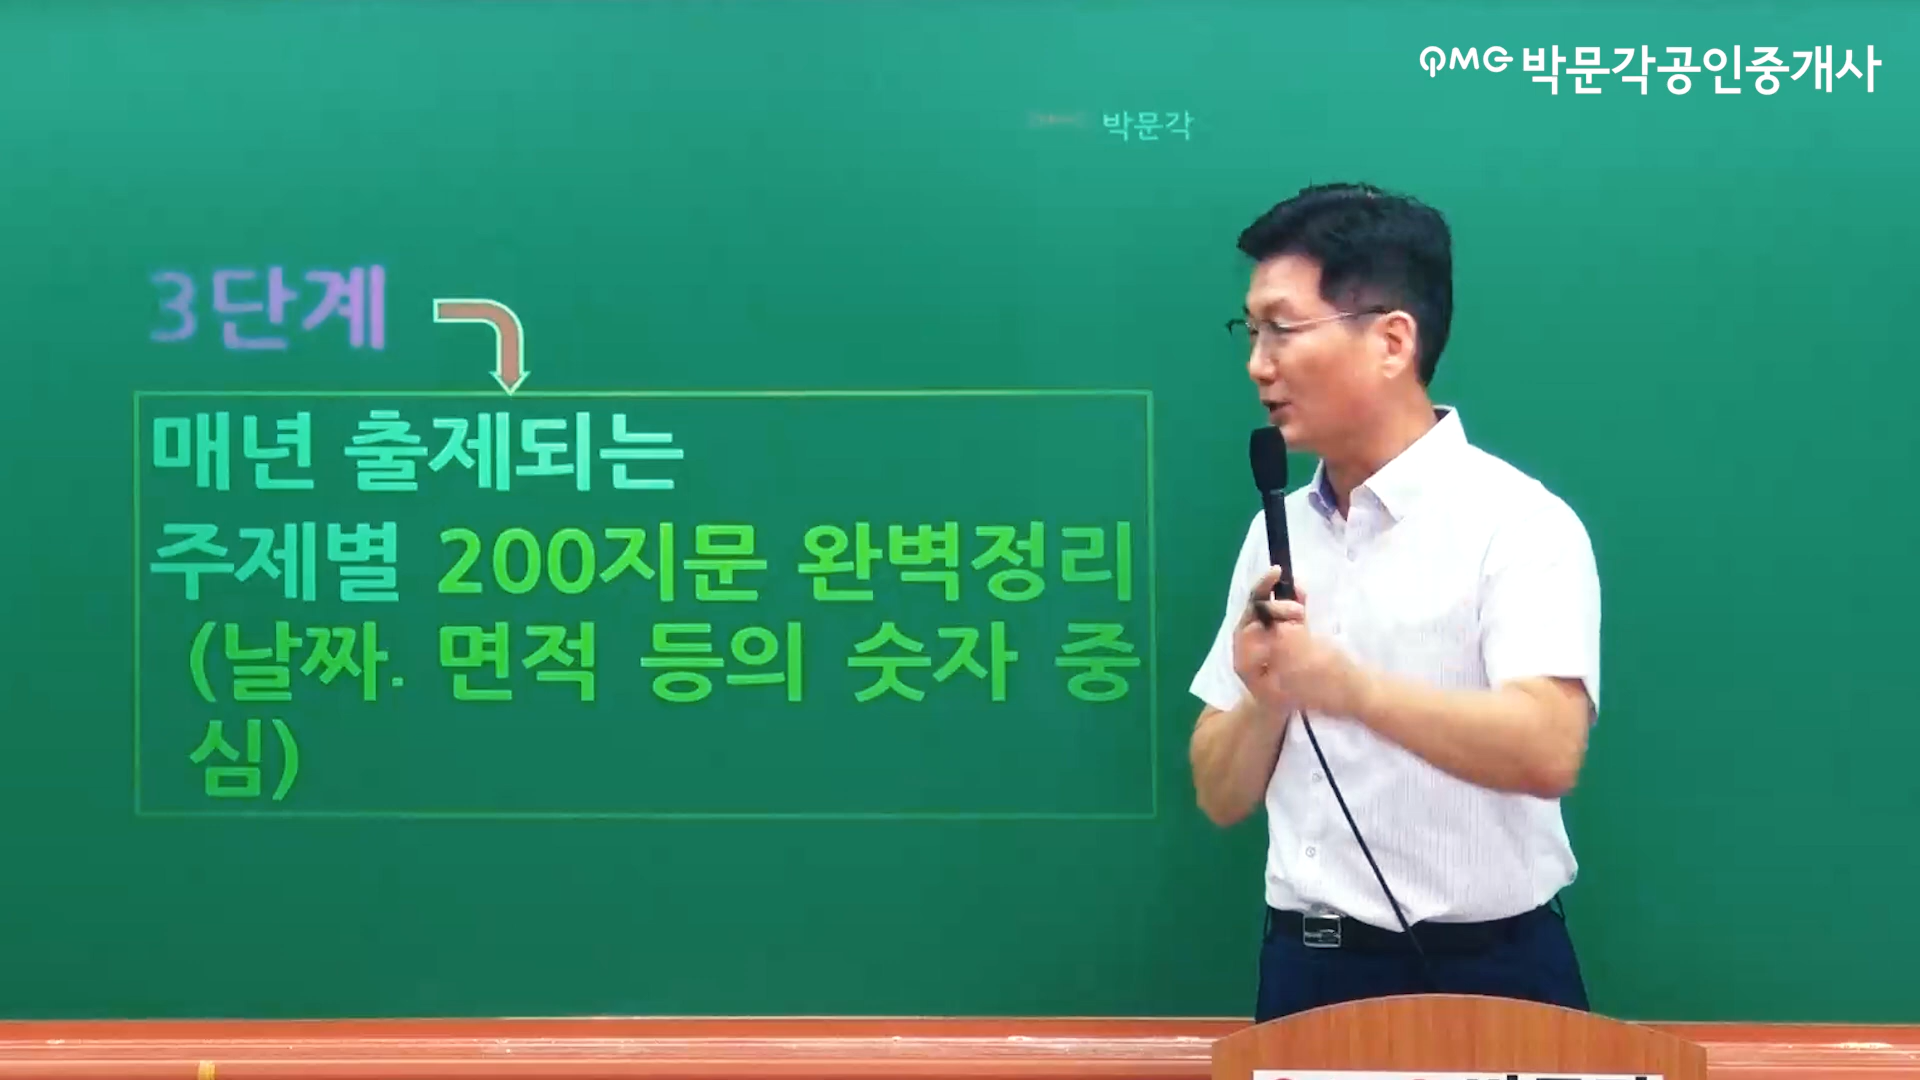 PMG 박문각공인중개사
박문각
3단계
매년 출제되는
주제별 200지문 완벽정리
(날짜. 면적 등의 숫자 중
심)